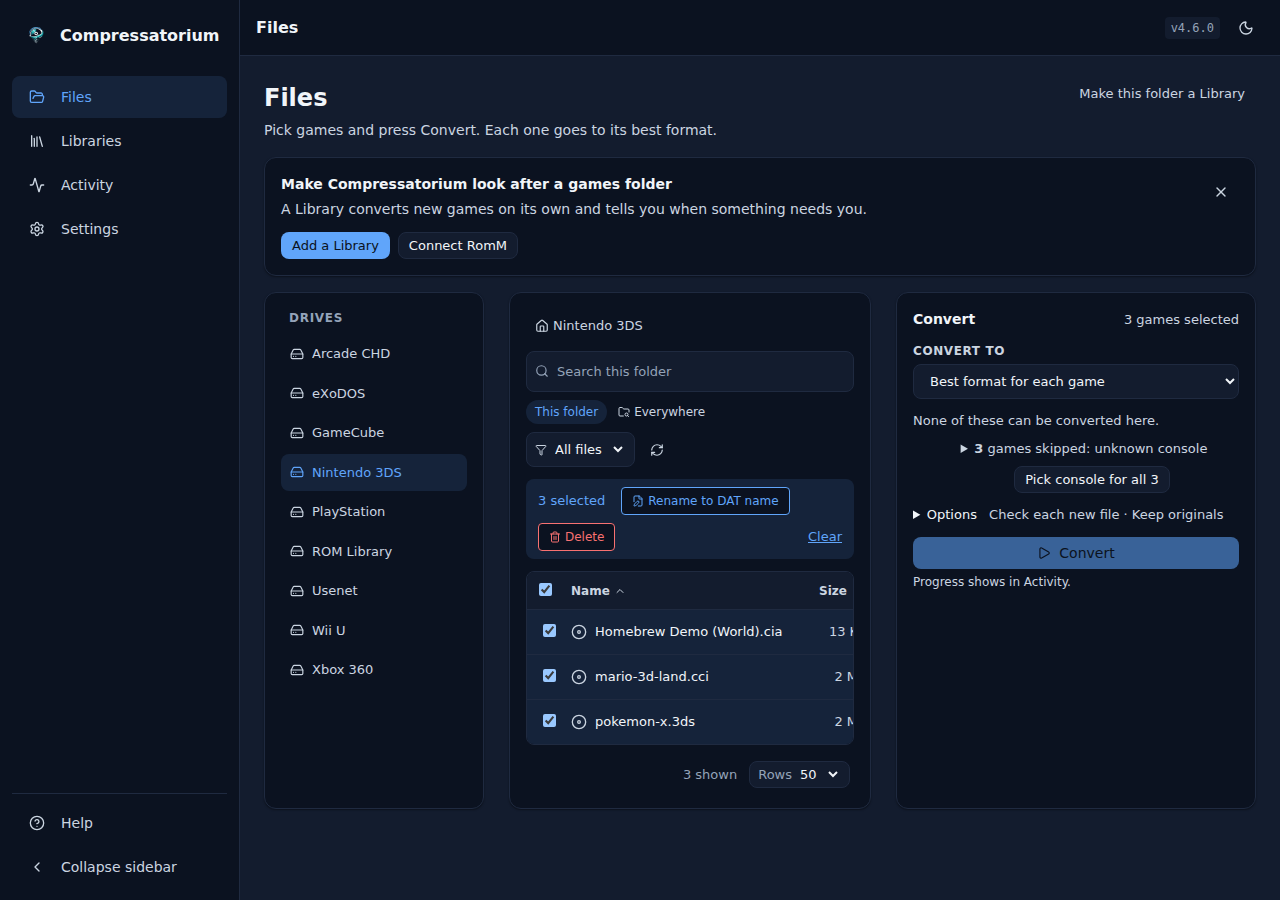 Compressatorium
Files
v4.6.0
Files
Libraries
Activity
Settings
Help
Collapse sidebar
Files
Make this folder a Library
Pick games and press Convert. Each one goes to its best format.
Make Compressatorium look after a games folder
A Library converts new games on its own and tells you when something needs you.
Add a Library
Connect RomM
DRIVES
Arcade CHD
eXoDOS
GameCube
Nintendo 3DS
PlayStation
ROM Library
Usenet
Wii U
Xbox 360
Nintendo 3DS
Search this folder
This folder
Everywhere
All files
3 selected
Rename to DAT name
Delete
Clear
Name
Size
Homebrew Demo (World).cia
13
mario-3d-land.cci
2
pokemon-x.3ds
2
3 shown
Rows 50
Convert
3 games selected
CONVERT TO
Best format for each game
None of these can be converted here.
3 games skipped: unknown console
Pick console for all 3
Options Check each new file · Keep originals
Convert
Progress shows in Activity.